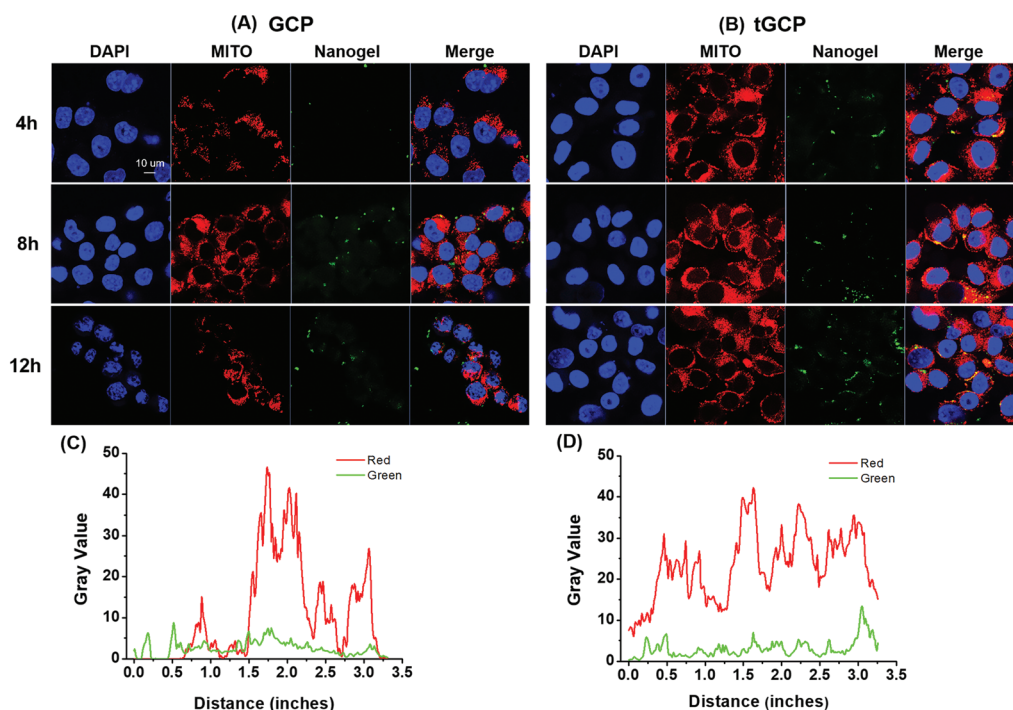 (A) GCP
(B) tGCP
DAPI MITO Nanogel Merge
DAPI MITO Nanogel Merge
4h
10 um
8h
12h
(C)
Red
Green
50
40
30
20
10
0
Gray Value
0.0 0.5 1.0 1.5 2.0 2.5 3.0 3.5
Distance (inches)
(D)
Red
Green
50
40
30
20
10
0
Gray Value
0.0 0.5 1.0 1.5 2.0 2.5 3.0 3.5
Distance (inches)